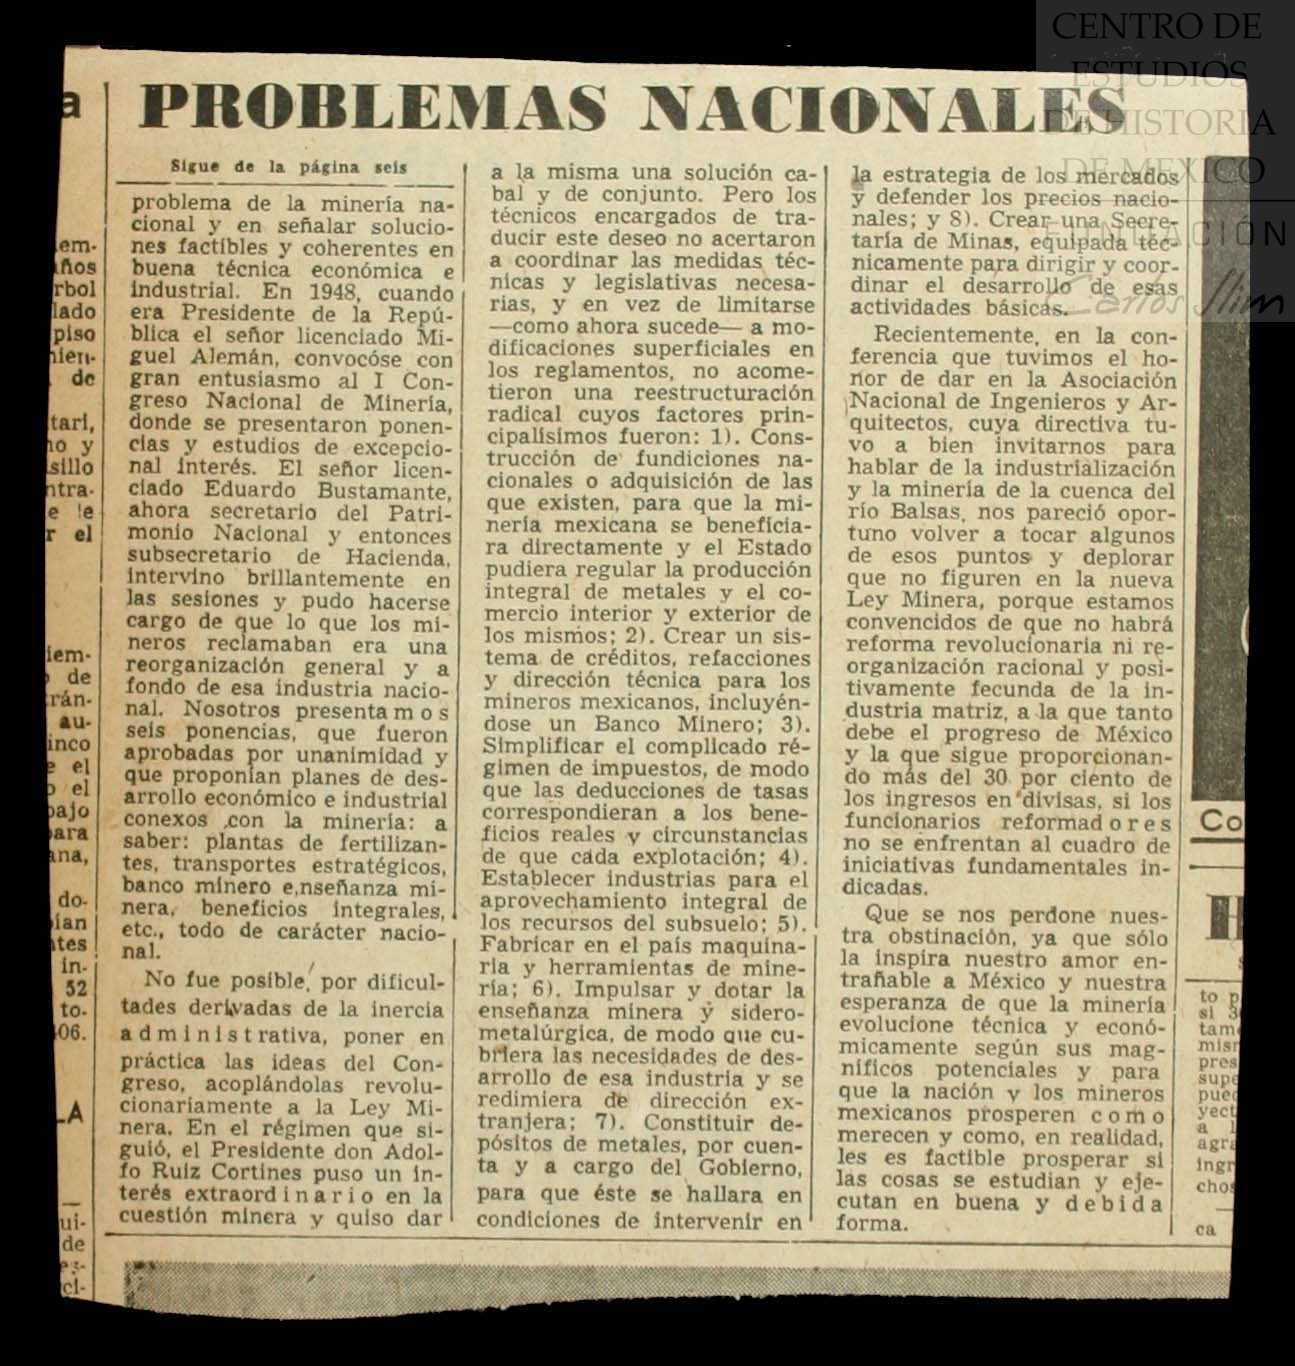 CENTRO DE
ESTUDIOS
DE HISTORIA
DE MEXICO
FUNDACIÓN
Carlos Slim
PROBLEMAS NACIONALES
Sigue de la página seis
problema de la minería na-
cional y en señalar solucio-
nes factibles y coherentes en
buena técnica económica e
industrial. En 1948, cuando
era Presidente de la Repú-
blica el señor licenciado Mi-
guel Alemán, convocóse con
gran entusiasmo al I Con-
greso Nacional de Minería,
donde se presentaron ponen-
cias y estudios de excepcio-
nal interés. El señor licen-
ciado Eduardo Bustamante,
ahora secretario del Patri-
monio Nacional y entonces
subsecretario de Hacienda,
intervino brillantemente en
las sesiones y pudo hacerse
cargo de que lo que los mi-
neros reclamaban era una
reorganización general y a
fondo de esa industria nacio-
nal. Nosotros presentamos
seis ponencias, que fueron
aprobadas por unanimidad y
que proponían planes de des-
arrollo económico e industrial
conexos con la minería: a
saber: plantas de fertilizan-
tes, transportes estratégicos,
banco minero e,nseñanza mi-
nera, beneficios integrales,
etc., todo de carácter nacio-
nal.
No fue posible, por dificul-
tades derivadas de la inercia
administrativa, poner en
práctica las ideas del Con-
greso, acoplándolas revolu-
cionariamente a la Ley Mi-
nera. En el régimen que si-
guió, el Presidente don Adol-
fo Ruiz Cortines puso un in-
terés extraordinario en la
cuestión minera y quiso dar
a la misma una solución ca-
bal y de conjunto. Pero los
técnicos encargados de tra-
ducir este deseo no acertaron
a coordinar las medidas téc-
nicas y legislativas necesa-
rias, y en vez de limitarse
—como ahora sucede— a mo-
dificaciones superficiales en
los reglamentos, no acome-
tieron una reestructuración
radical cuyos factores prin-
cipalísimos fueron: 1). Cons-
trucción de fundiciones na-
cionales o adquisición de las
que existen, para que la mi-
nería mexicana se beneficia-
ra directamente y el Estado
pudiera regular la producción
integral de metales y el co-
mercio interior y exterior de
los mismos; 2). Crear un sis-
tema de créditos, refacciones
y dirección técnica para los
mineros mexicanos, incluyén-
dose un Banco Minero; 3).
Simplificar el complicado ré-
gimen de impuestos, de modo
que las deducciones de tasas
correspondieran a los bene-
ficios reales y circunstancias
de que cada explotación; 4).
Establecer industrias para el
aprovechamiento integral de
los recursos del subsuelo; 5).
Fabricar en el país maquina-
ria y herramientas de mine-
ría; 6). Impulsar y dotar la
enseñanza minera y sidero-
metalúrgica, de modo que cu-
briera las necesidades de des-
arrollo de esa industria y se
redimiera de dirección ex-
tranjera; 7). Constituir de-
pósitos de metales, por cuen-
ta y a cargo del Gobierno,
para que éste se hallara en
condiciones de intervenir en
la estrategia de los mercados
y defender los precios nacio-
nales; y 8). Crear una Secre-
taría de Minas, equipada téc-
nicamente para dirigir y coor-
dinar el desarrollo de esas
actividades básicas.
Recientemente, en la con-
ferencia que tuvimos el ho-
nor de dar en la Asociación
Nacional de Ingenieros y Ar-
quitectos, cuya directiva tu-
vo a bien invitarnos para
hablar de la industrialización
y la minería de la cuenca del
río Balsas, nos pareció opor-
tuno volver a tocar algunos
de esos puntos y deplorar
que no figuren en la nueva
Ley Minera, porque estamos
convencidos de que no habrá
reforma revolucionaria ni re-
organización racional y posi-
tivamente fecunda de la in-
dustria matriz, a la que tanto
debe el progreso de México
y la que sigue proporcionan-
do más del 30 por ciento de
los ingresos en divisas, si los
funcionarios reformadores
no se enfrentan al cuadro de
iniciativas fundamentales in-
dicadas.
Que se nos perdone nues-
tra obstinación, ya que sólo
la inspira nuestro amor en-
trañable a México y nuestra
esperanza de que la minería
evolucione técnica y econó-
micamente según sus mag-
níficos potenciales y para
que la nación y los mineros
mexicanos prosperen como
merecen y como, en realidad,
les es factible prosperar si
las cosas se estudian y eje-
cutan en buena y debida
forma.
Co